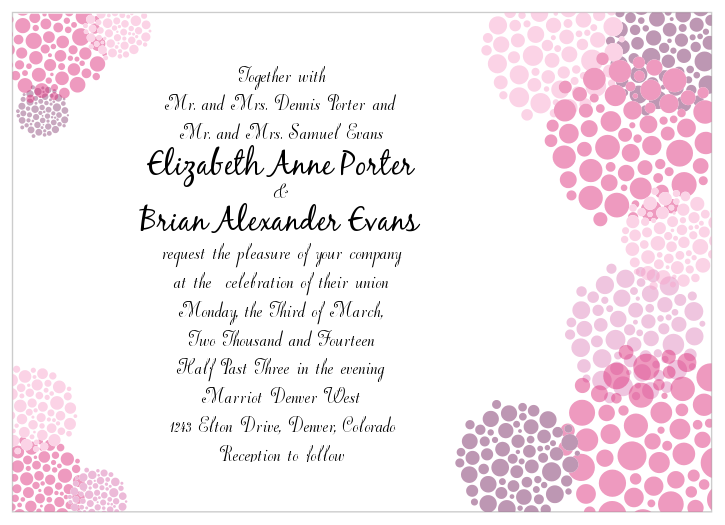 Together with
Mr. and Mrs. Dennis Porter and
Mr. and Mrs. Samuel Evans
Elizabeth Anne Porter
&
Brian Alexander Evans
request the pleasure of your company
at the celebration of their union
Monday, the Third of March,
Two Thousand and Fourteen
Half Past Three in the evening
Marriot Denver West
1243 Elton Drive, Denver, Colorado
Reception to follow